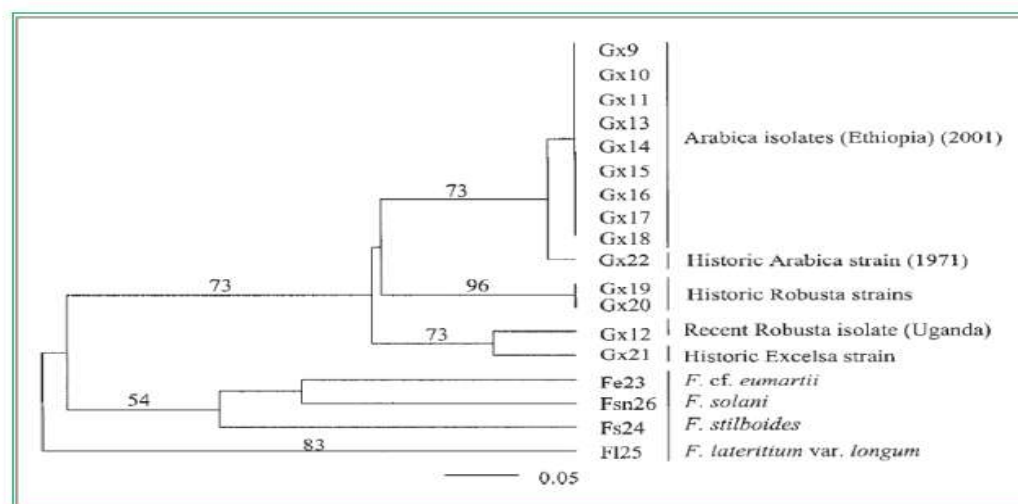 Gx9
Gx10
Gx11
Gx13
Gx14
Arabica isolates (Ethiopia) (2001)
Gx15
73
Gx16
Gx17
Gx18
Gx22 Historic Arabica strain (1971)
73
96
Gx19
Historic Robusta strains
Gx20
73
Gx12 Recent Robusta isolate (Uganda)
Gx21 Historic Excelsa strain
Fe23 F. cf. eumartii
54
Fsn26 F. solani
Fs24 F. stilboides
83
Fl25 F. lateritium var. longum
0.05